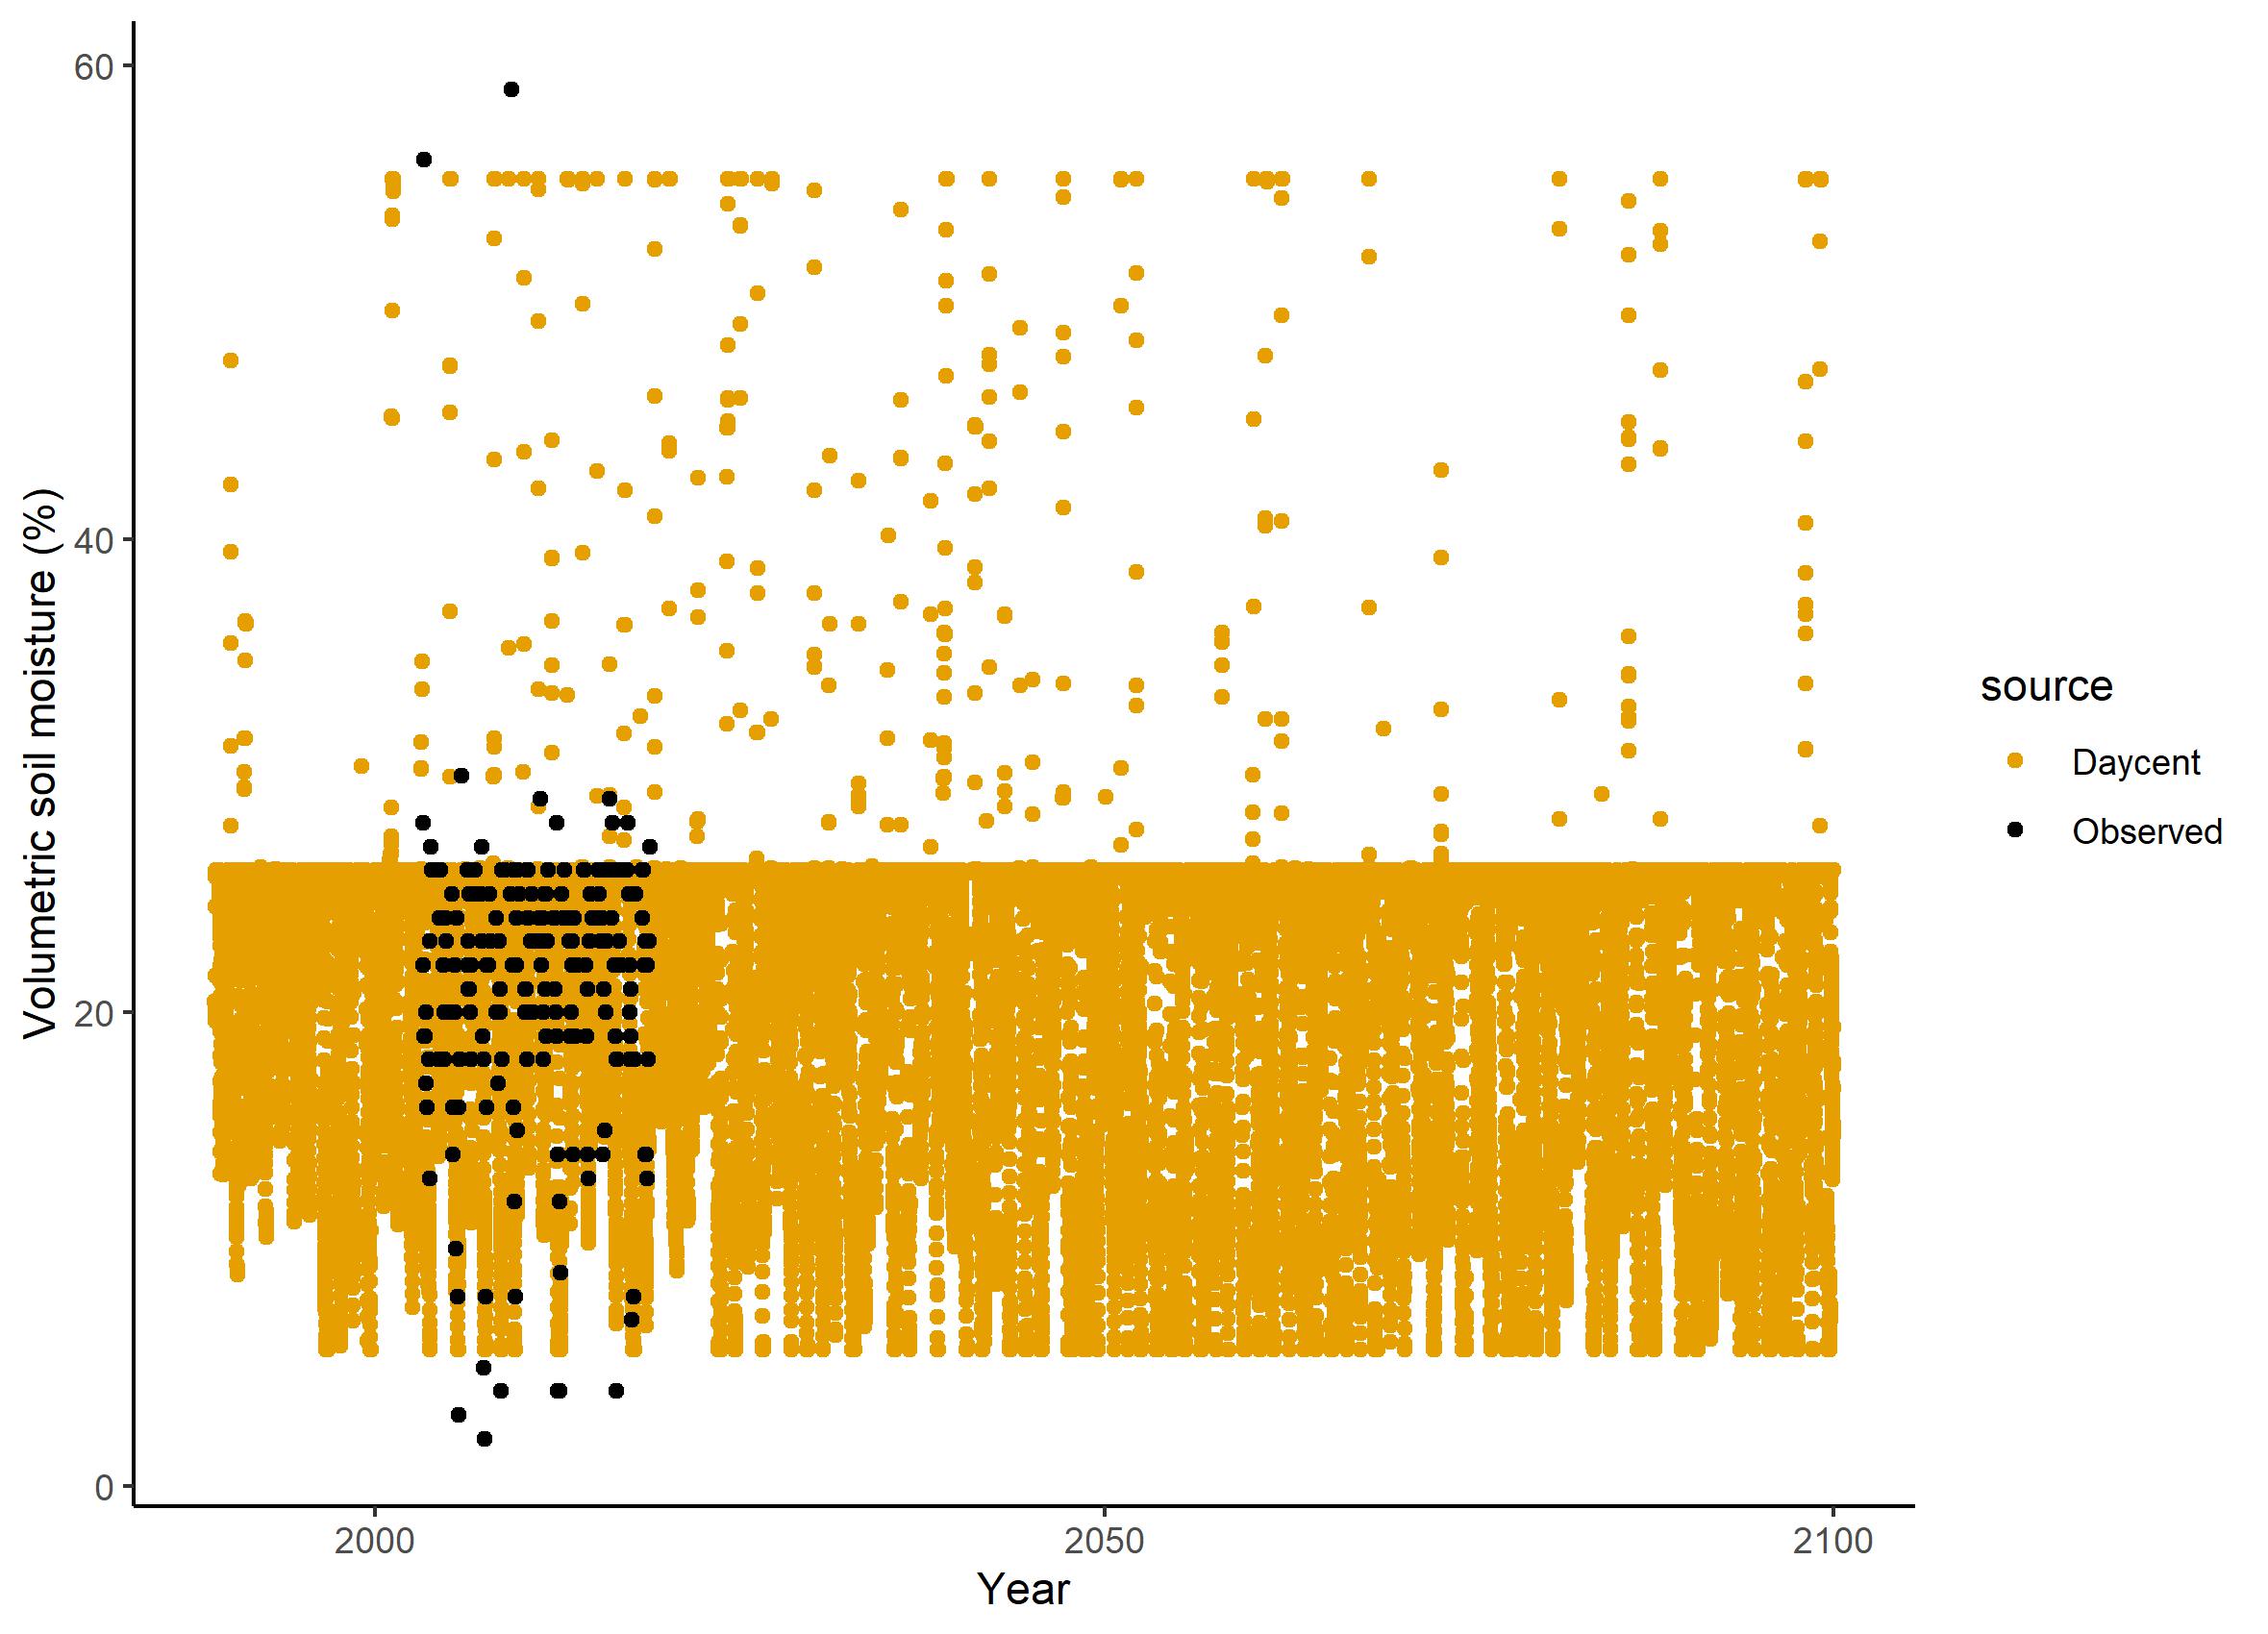 60
40
20
0
Volumetric soil moisture (%)
2000
2050
2100
Year
source
Daycent
Observed